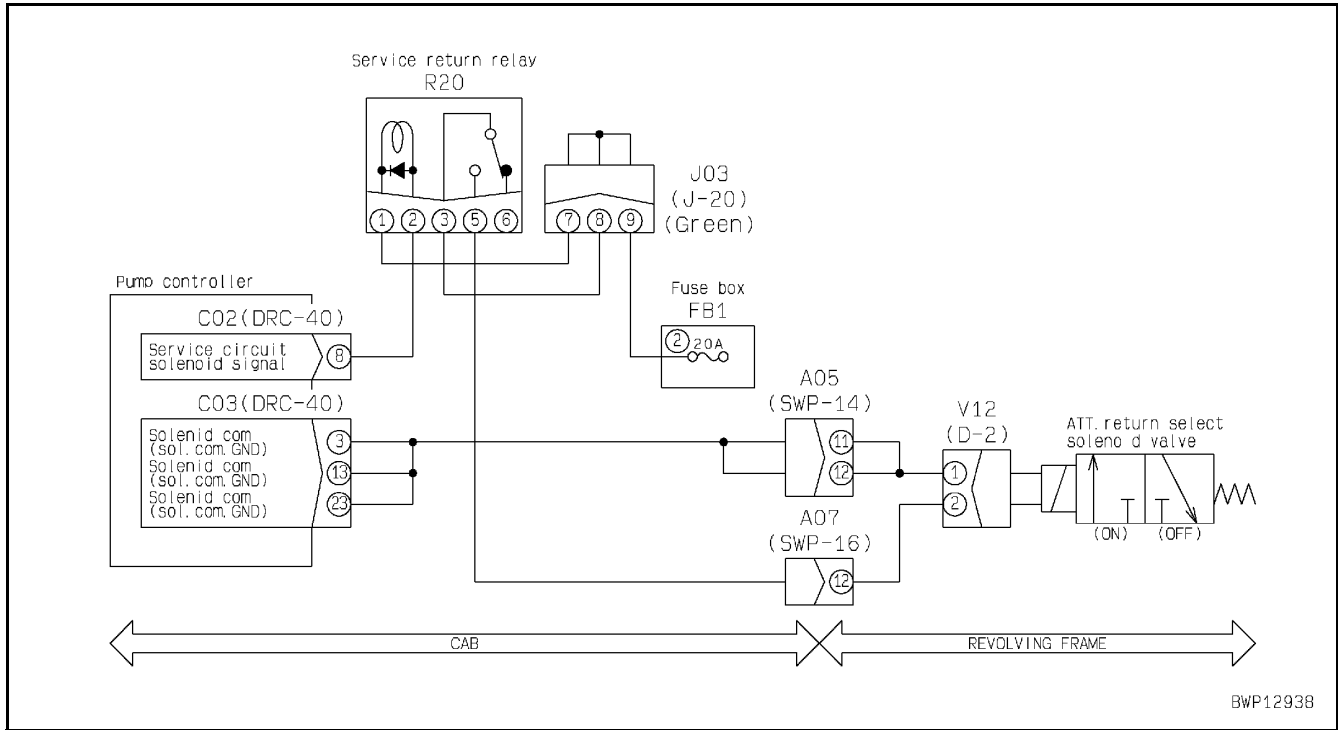 Service return relay
R20
J03
(J-20)
(Green)
1 2 3 5 6
7 8 9
Pump controller
Fuse box
FB1
2 20A
C02(DRC-40)
Service circuit
solenoid signal
8
C03(DRC-40)
Solenid com
(sol.com.GND)
3
Solenid com
(sol.com.GND)
13
Solenid com
(sol.com.GND)
23
A05
(SWP-14)
11
12
A07
(SWP-16)
12
V12
(D-2)
1
2
ATT.return select
soleno d valve
(ON) (OFF)
CAB
REVOLVING FRAME
BWP12938